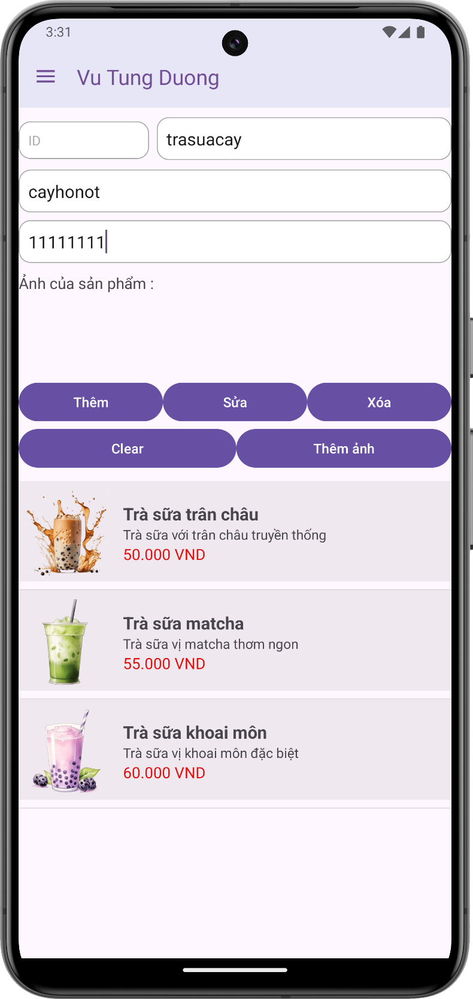 3:31
Vu Tung Duong
ID
trasuacay
cayhonot
11111111
Ảnh của sản phẩm :
Thêm
Sửa
Xóa
Clear
Thêm ảnh
Trà sữa trân châu
Trà sữa với trân châu truyền thống
50.000 VND
Trà sữa matcha
Trà sữa vị matcha thơm ngon
55.000 VND
Trà sữa khoai môn
Trà sữa vị khoai môn đặc biệt
60.000 VND